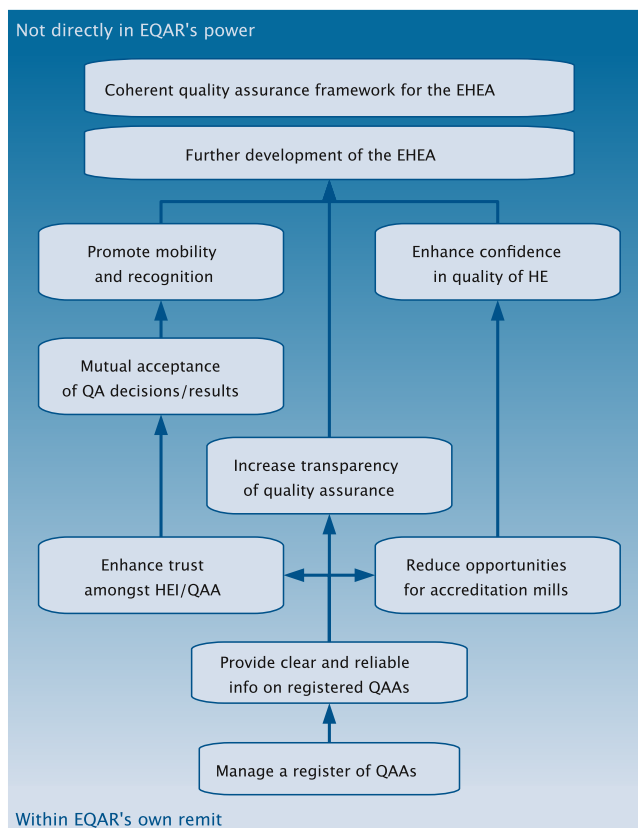 Not directly in EQAR's power
Coherent quality assurance framework for the EHEA
Further development of the EHEA
Promote mobility
and recognition
Enhance confidence
in quality of HE
Mutual acceptance
of QA decisions/results
Increase transparency
of quality assurance
Enhance trust
amongst HEI/QAA
Reduce opportunities
for accreditation mills
Provide clear and reliable
info on registered QAAs
Manage a register of QAAs
Within EQAR's own remit